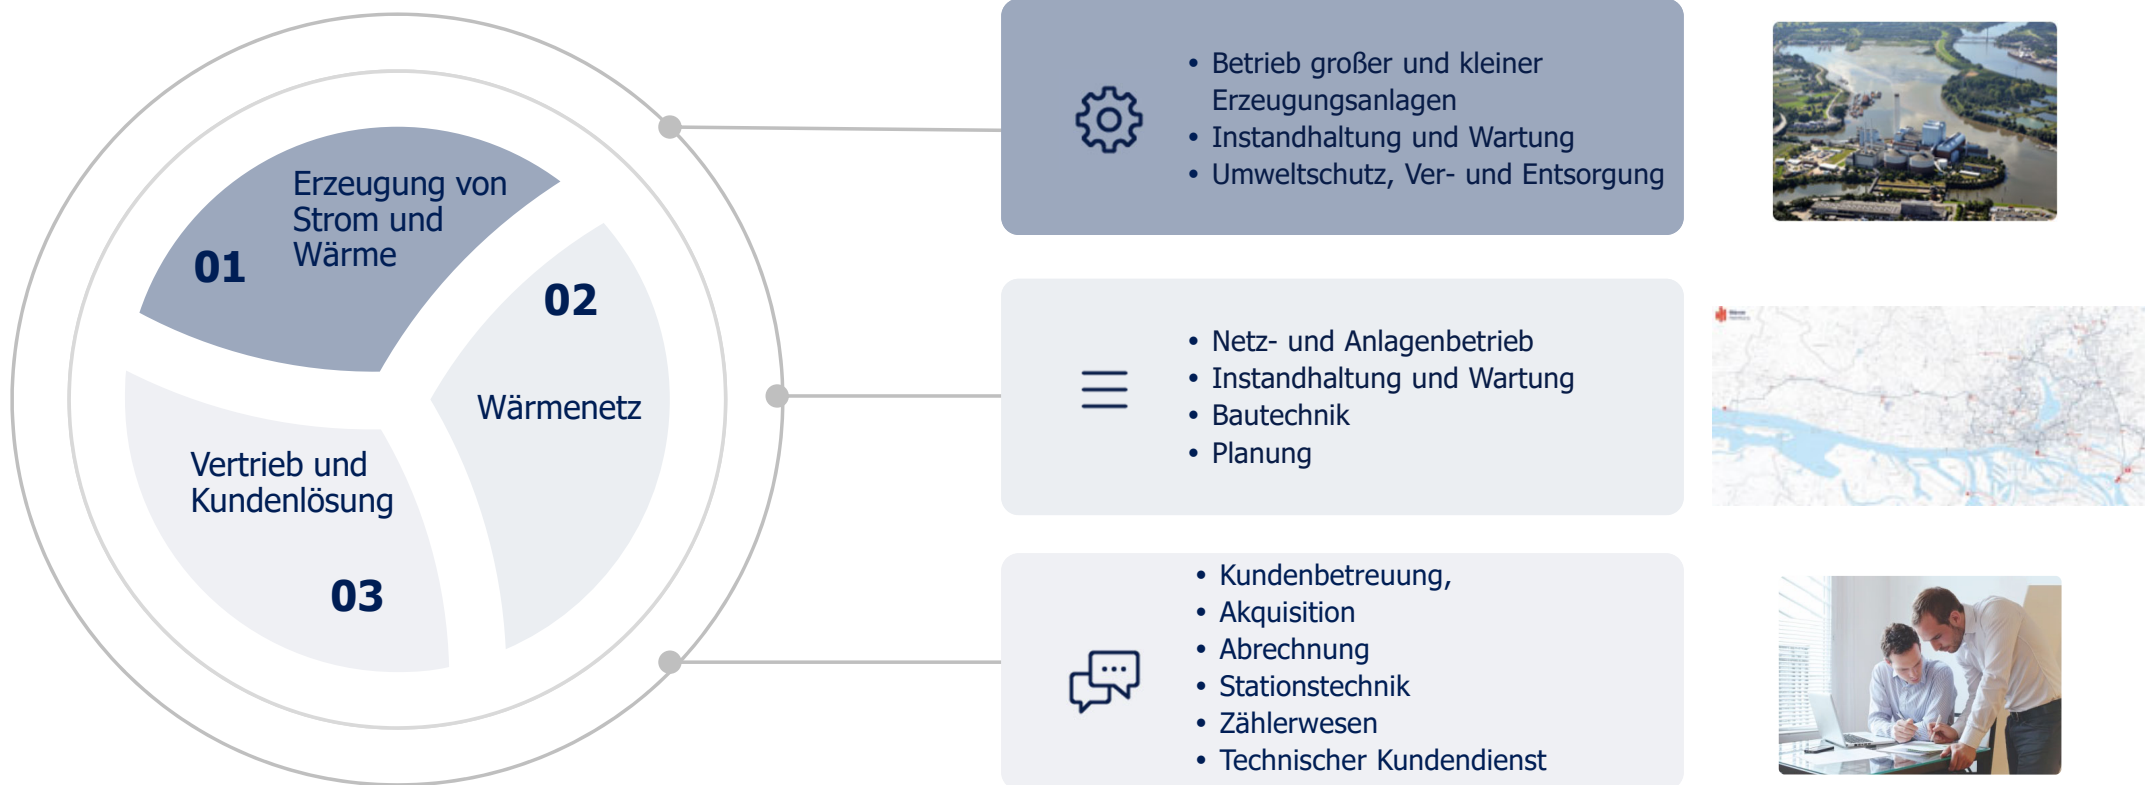 Erzeugung von
Strom und
Wärme
01
02
Wärmenetz
Vertrieb und
Kundenlösung
03
• Betrieb großer und kleiner
Erzeugungsanlagen
• Instandhaltung und Wartung
• Umweltschutz, Ver- und Entsorgung
• Netz- und Anlagenbetrieb
• Instandhaltung und Wartung
• Bautechnik
• Planung
• Kundenbetreuung,
• Akquisition
• Abrechnung
• Stationstechnik
• Zählerwesen
• Technischer Kundendienst